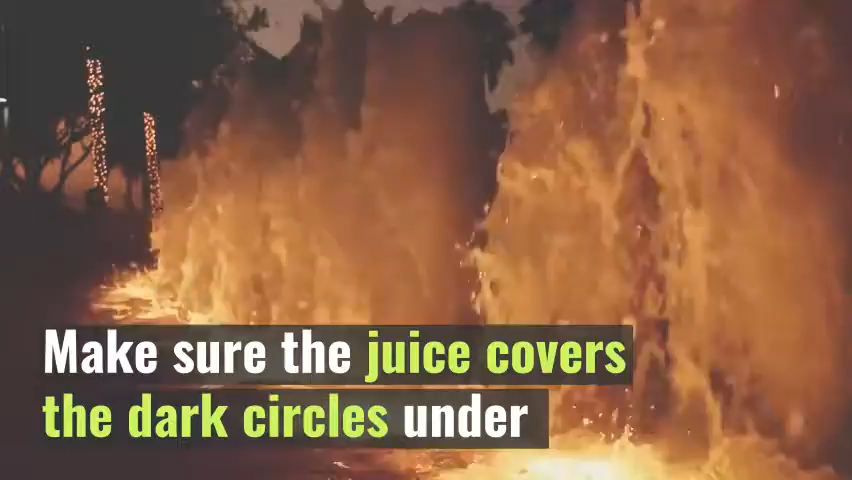 Make sure the juice covers
the dark circles under